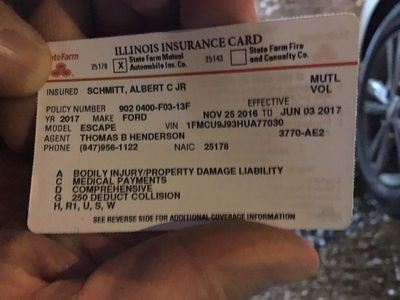 StateFarm
ILLINOIS INSURANCE CARD
25178 X State Farm Mutual Automobile Ins. Co.
25143 State Farm Fire and Casualty Co.
INSURED SCHMITT, ALBERT C JR
MUTL
VOL
POLICY NUMBER 902 0400-F03-13F
EFFECTIVE
YR 2017 MAKE FORD
NOV 25 2016 TO JUN 03 2017
MODEL ESCAPE VIN 1FMCU9J93HUA77030
AGENT THOMAS B HENDERSON 3770-AE2
PHONE (847)956-1122 NAIC 25178
A BODILY INJURY/PROPERTY DAMAGE LIABILITY
C MEDICAL PAYMENTS
D COMPREHENSIVE
G 250 DEDUCT COLLISION
H, R1, U, S, W
SEE REVERSE SIDE FOR ADDITIONAL COVERAGE INFORMATION